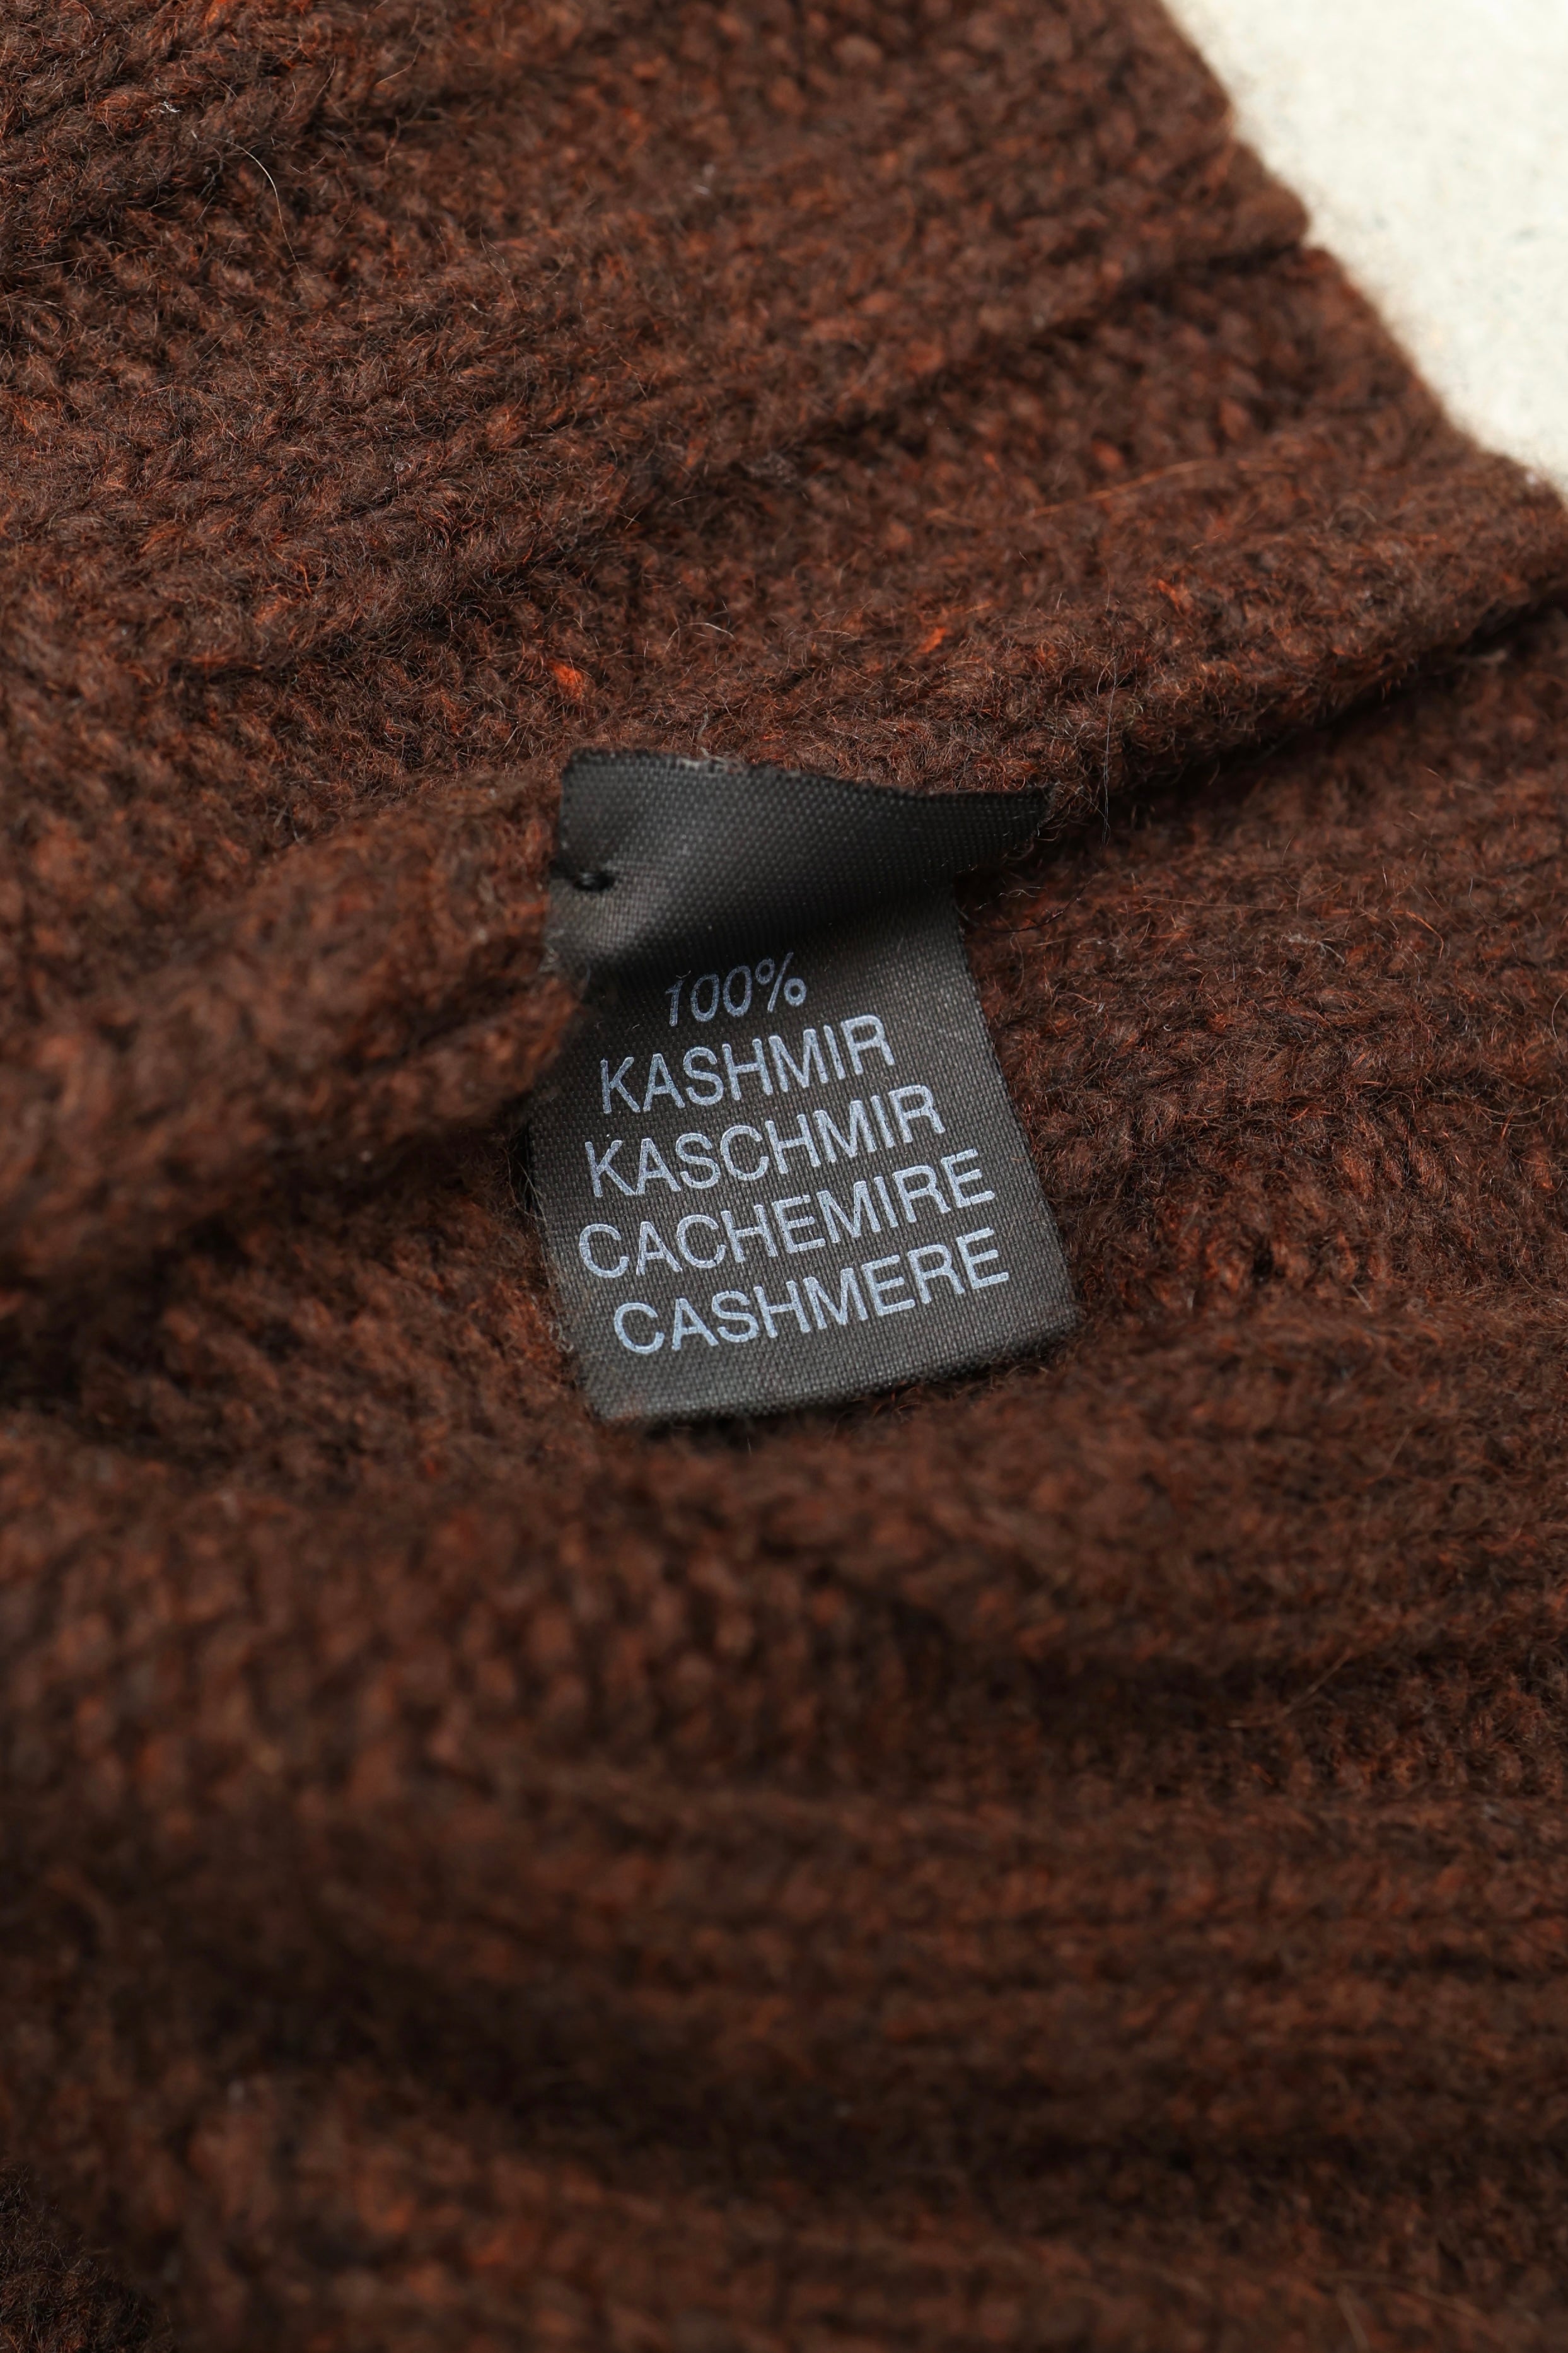 100%
KASHMIR
KASCHMIR
CACHEMIRE
CASHMERE